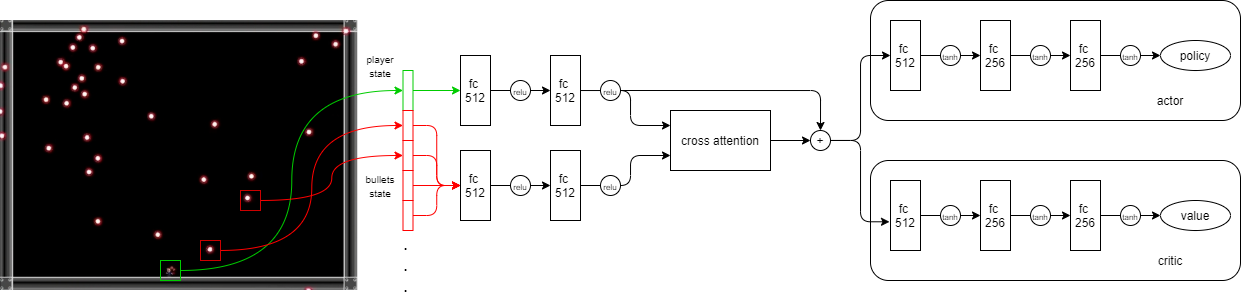 player
state
bullets
state
.
.
.
fc
512
relu
fc
512
relu
fc
512
relu
fc
512
relu
cross attention
+
fc
512
tanh
fc
256
tanh
fc
256
tanh
policy
actor
fc
512
tanh
fc
256
tanh
fc
256
tanh
value
critic